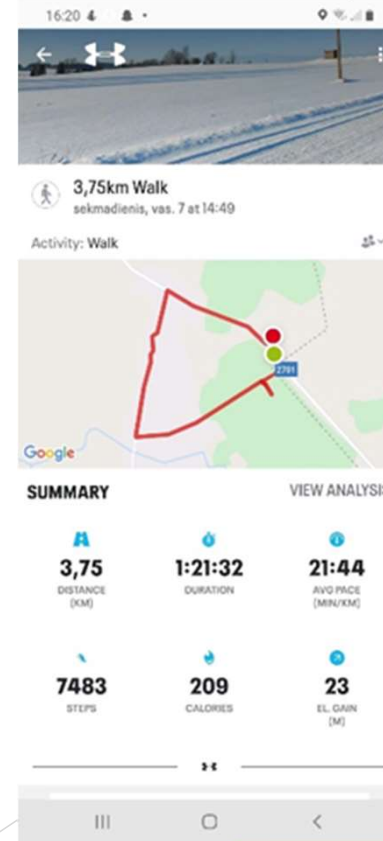 16:20
3,75km Walk
sekmadienis, vas. 7 at 14:49
Activity: Walk
2701
Google
SUMMARY
VIEW ANALYSIS
3,75
1:21:32
21:44
DISTANCE
(KM)
DURATION
AVG PACE
(MIN/KM)
7483
209
23
STEPS
CALORIES
EL. GAIN
(M)